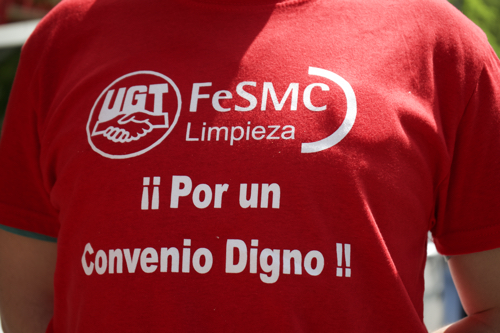 UGT FeSMC
Limpieza
¡¡ Por un
Convenio Digno !!